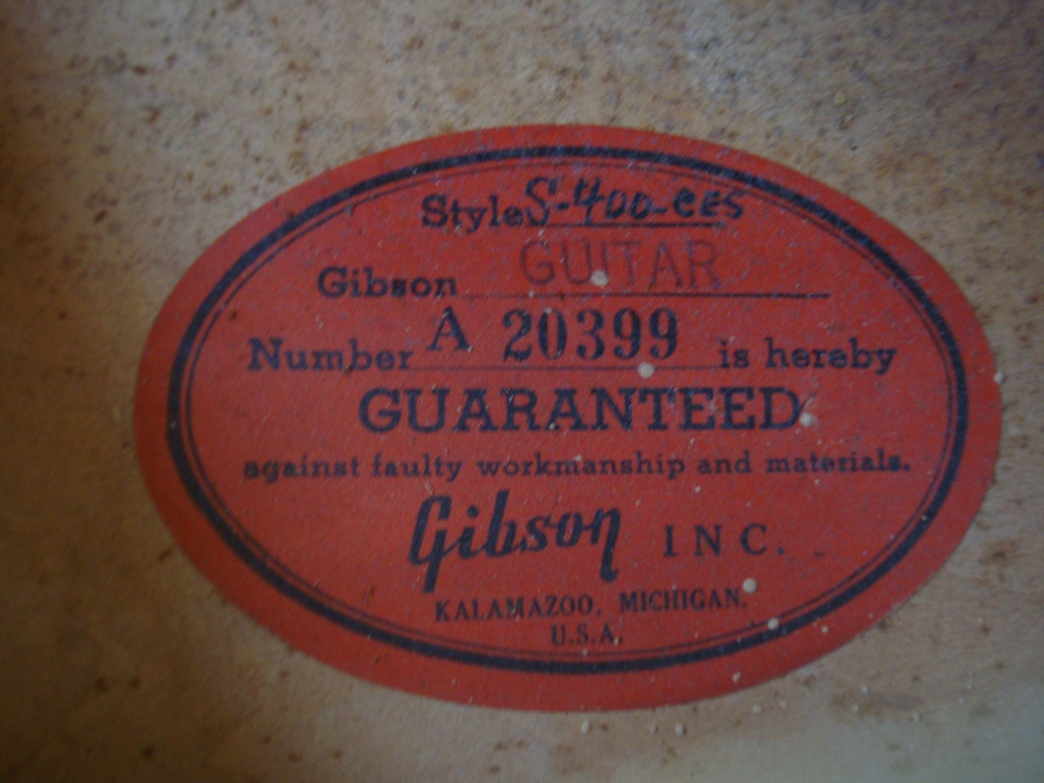 Style S-400-CES
Gibson GUITAR
Number A 20399 is hereby
GUARANTEED
against faulty workmanship and materials.
Gibson INC.
KALAMAZOO, MICHIGAN,
U.S.A.